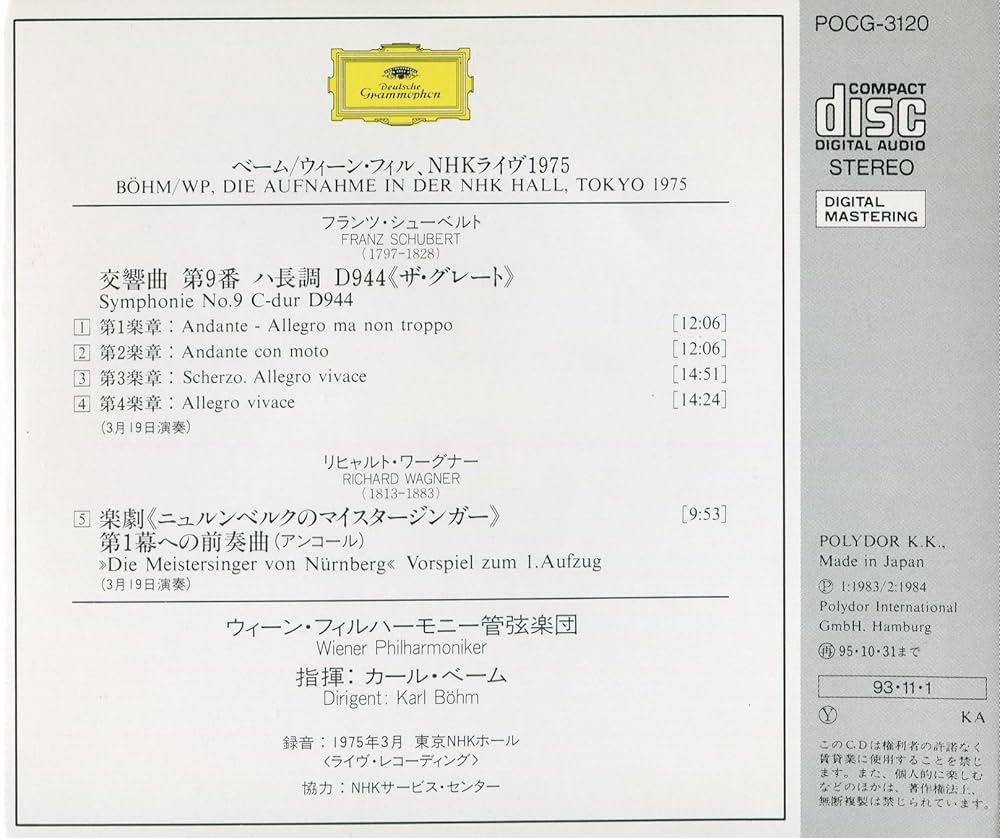 Deutsche
Grammophon
ベーム/ウィーン・フィル、NHKライヴ1975
BÖHM/WP, DIE AUFNAHME IN DER NHK HALL, TOKYO 1975
フランツ・シューベルト
FRANZ SCHUBERT
(1797-1828)
交響曲 第9番 ハ長調 D944《ザ・グレート》
Symphonie No.9 C-dur D944
1 第1楽章: Andante - Allegro ma non troppo [12:06]
2 第2楽章: Andante con moto [12:06]
3 第3楽章: Scherzo. Allegro vivace [14:51]
4 第4楽章: Allegro vivace [14:24]
(3月19日演奏)
リヒャルト・ワーグナー
RICHARD WAGNER
(1813-1883)
5 楽劇《ニュルンベルクのマイスタージンガー》 [9:53]
第1幕への前奏曲(アンコール)
»Die Meistersinger von Nürnberg« Vorspiel zum 1.Aufzug
(3月19日演奏)
ウィーン・フィルハーモニー管弦楽団
Wiener Philharmoniker
指揮: カール・ベーム
Dirigent: Karl Böhm
録音: 1975年3月 東京NHKホール
〈ライヴ・レコーディング〉
協力: NHKサービス・センター
POCG-3120
COMPACT
disc
DIGITAL AUDIO
STEREO
DIGITAL
MASTERING
POLYDOR K.K.,
Made in Japan
Ⓟ 1:1983/2:1984
Polydor International
GmbH, Hamburg
㋮95・10・31まで
93・11・1
Ⓨ KA
このC.D.は権利者の許諾なく
賃貸業に使用することを禁じ
ます。また、個人的に楽しむ
などのほかは、著作権法上、
無断複製は禁じられています。